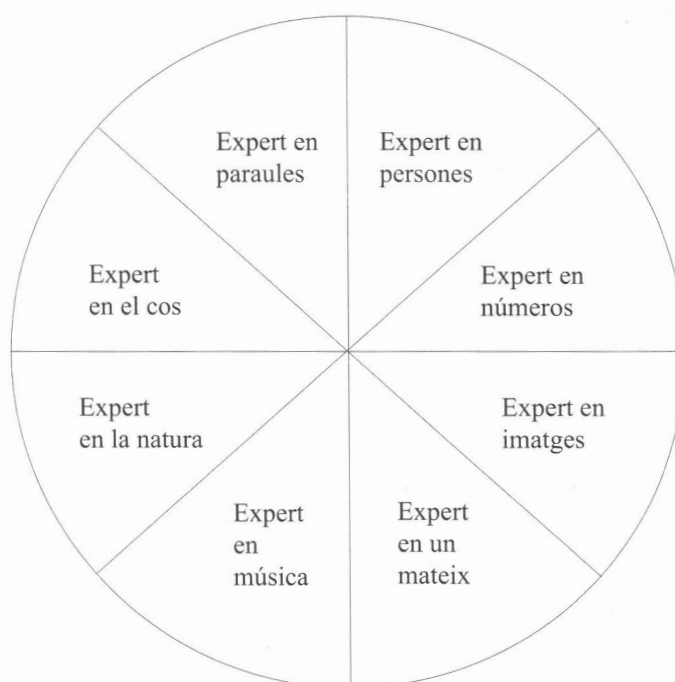 Expert en
paraules
Expert en
persones
Expert
en el cos
Expert en
números
Expert
en la natura
Expert en
imatges
Expert
en
música
Expert
en un
mateix